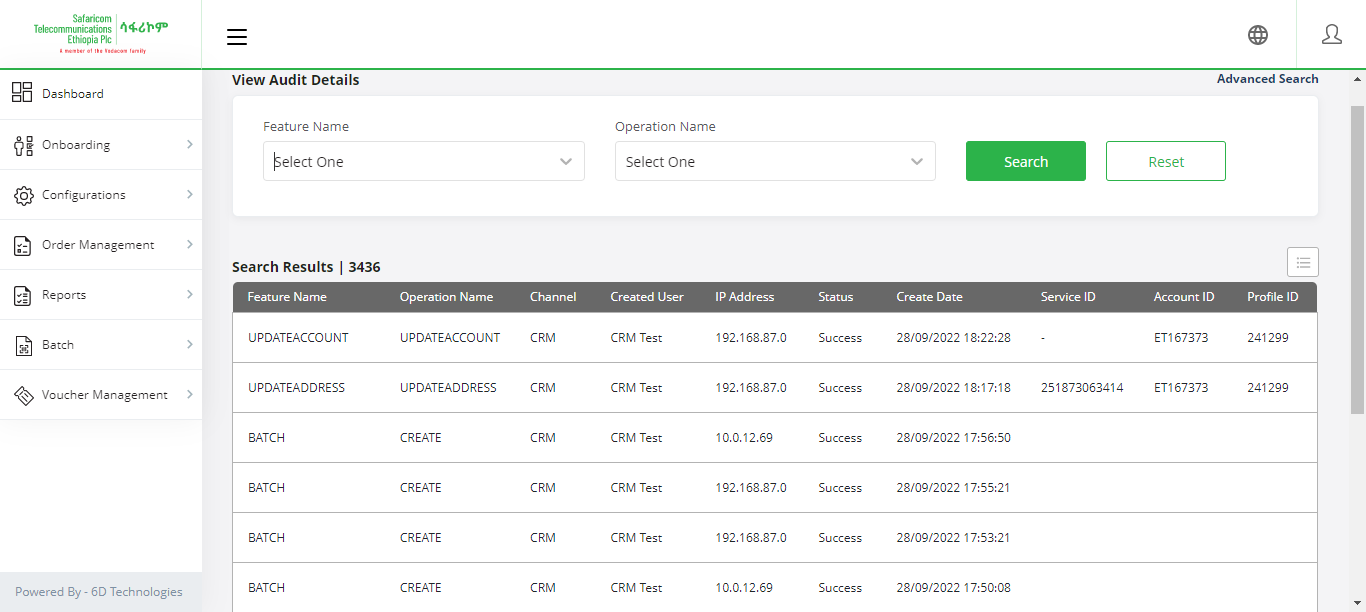 Safaricom
Telecommunications
Ethiopia Plc
ሳፋሪኮም
A member of the Vodacom family
Dashboard
Onboarding
Configurations
Order Management
Reports
Batch
Voucher Management
Powered By - 6D Technologies
View Audit Details
Advanced Search
Feature Name
Operation Name
Select One
Select One
Search
Reset
Search Results | 3436
Feature Name Operation Name Channel Created User IP Address Status Create Date Service ID Account ID Profile ID
UPDATEACCOUNT UPDATEACCOUNT CRM CRM Test 192.168.87.0 Success 28/09/2022 18:22:28 - ET167373 241299
UPDATEADDRESS UPDATEADDRESS CRM CRM Test 192.168.87.0 Success 28/09/2022 18:17:18 251873063414 ET167373 241299
BATCH CREATE CRM CRM Test 10.0.12.69 Success 28/09/2022 17:56:50
BATCH CREATE CRM CRM Test 192.168.87.0 Success 28/09/2022 17:55:21
BATCH CREATE CRM CRM Test 192.168.87.0 Success 28/09/2022 17:53:21
BATCH CREATE CRM CRM Test 10.0.12.69 Success 28/09/2022 17:50:08